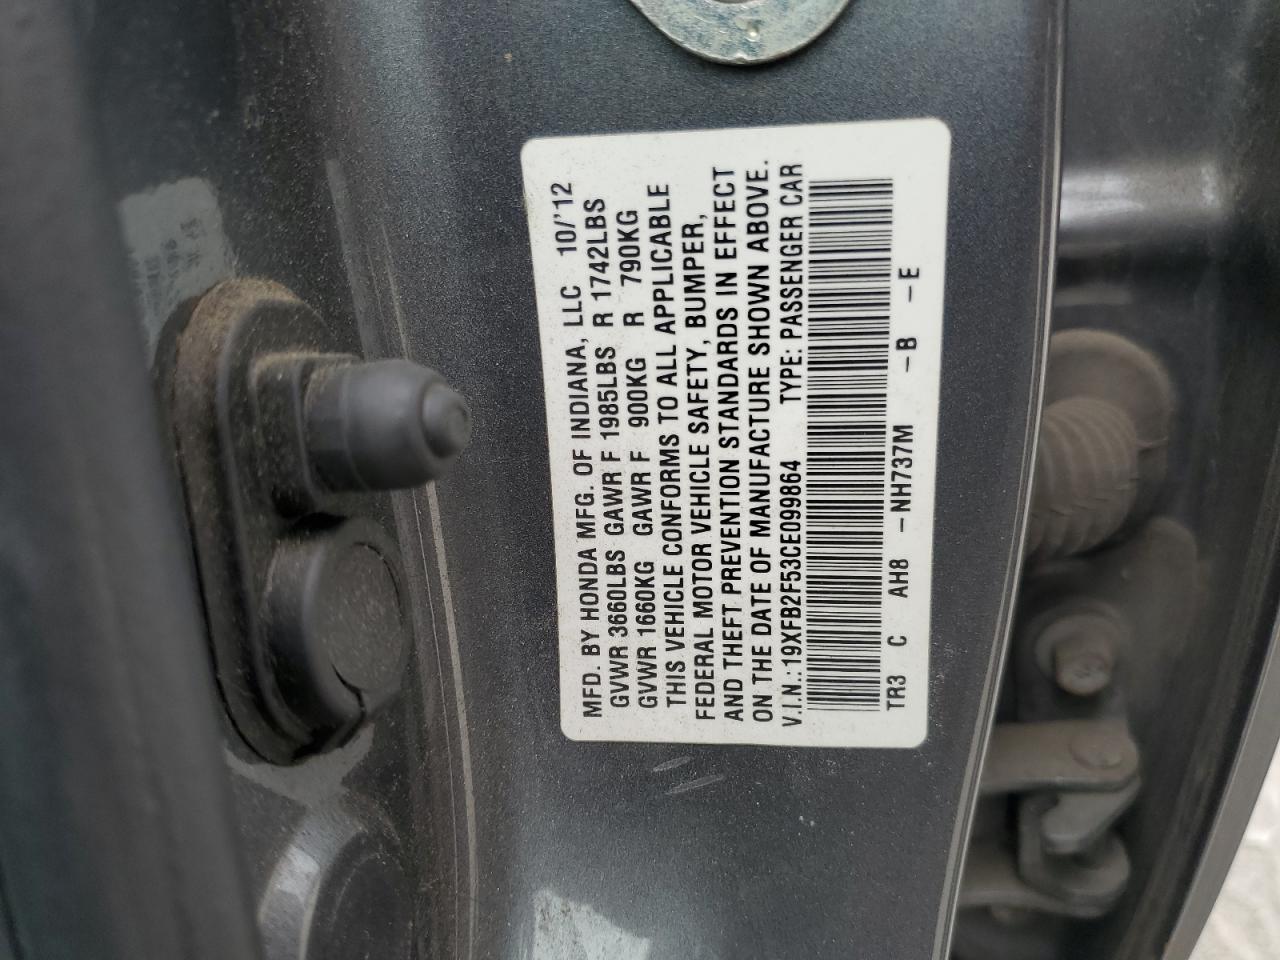 MFD. BY HONDA MFG. OF INDIANA, LLC 10/'12
GVWR 3660LBS GAWR F 1985LBS R 1742LBS
GVWR 1660KG GAWR F 900KG R 790KG
THIS VEHICLE CONFORMS TO ALL APPLICABLE
FEDERAL MOTOR VEHICLE SAFETY, BUMPER,
AND THEFT PREVENTION STANDARDS IN EFFECT
ON THE DATE OF MANUFACTURE SHOWN ABOVE.
V.I.N.: 19XFB2F53CE099864 TYPE: PASSENGER CAR
TR3 C AH8 -NH737M -B -E